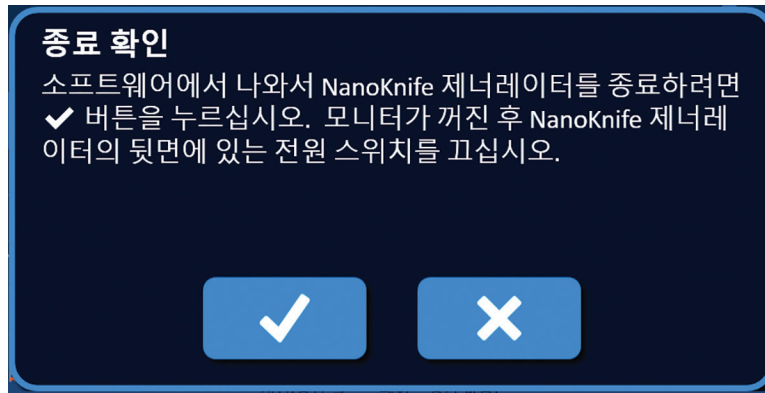 종료 확인
소프트웨어에서 나와서 NanoKnife 제너레이터를 종료하려면
✔ 버튼을 누르십시오. 모니터가 꺼진 후 NanoKnife 제너레
이터의 뒷면에 있는 전원 스위치를 끄십시오.